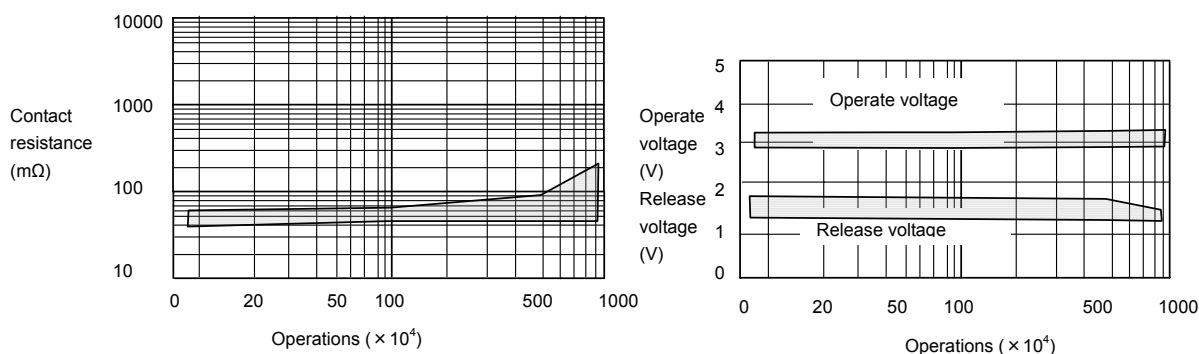 10000
1000
100
10
Contact
resistance
(mΩ)
0 20 50 100 500 1000
Operations (×10⁴)
5
4
3
2
1
0
Operate
voltage
(V)
Release
voltage
(V)
Operate voltage
Release voltage
0 20 50 100 500 1000
Operations (×10⁴)